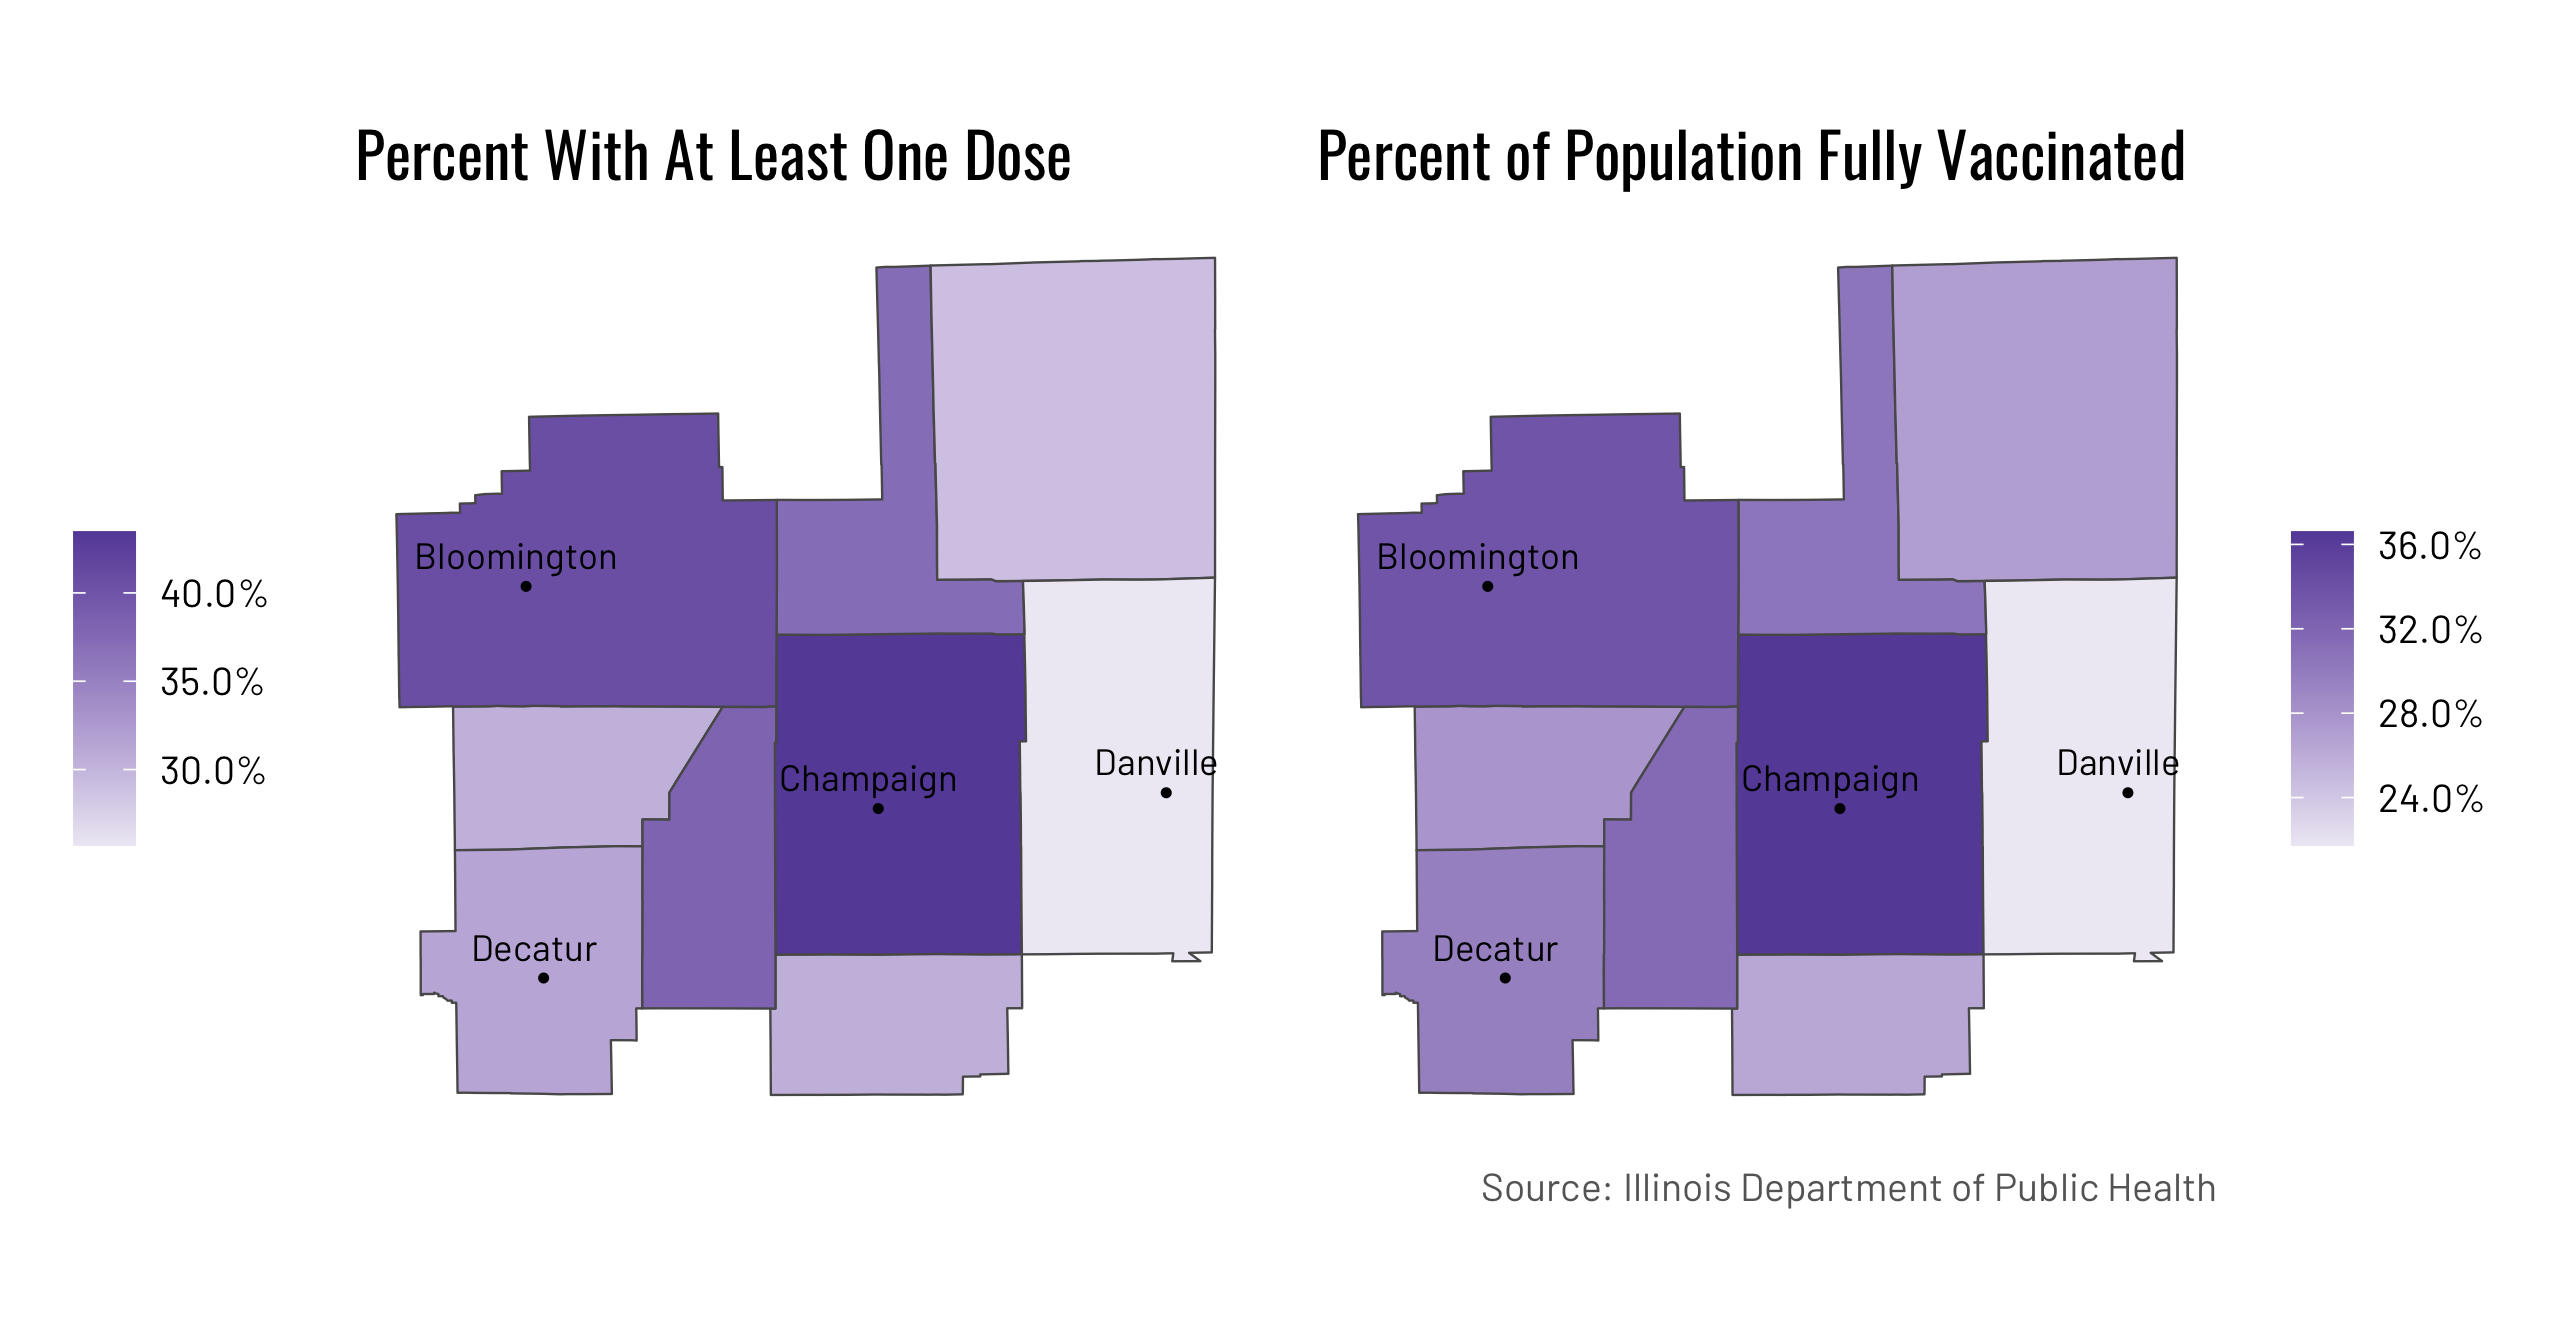 Percent With At Least One Dose
Percent of Population Fully Vaccinated
40.0%
35.0%
30.0%
Bloomington
Champaign
Danville
Decatur
Bloomington
Champaign
Danville
Decatur
36.0%
32.0%
28.0%
24.0%
Source: Illinois Department of Public Health